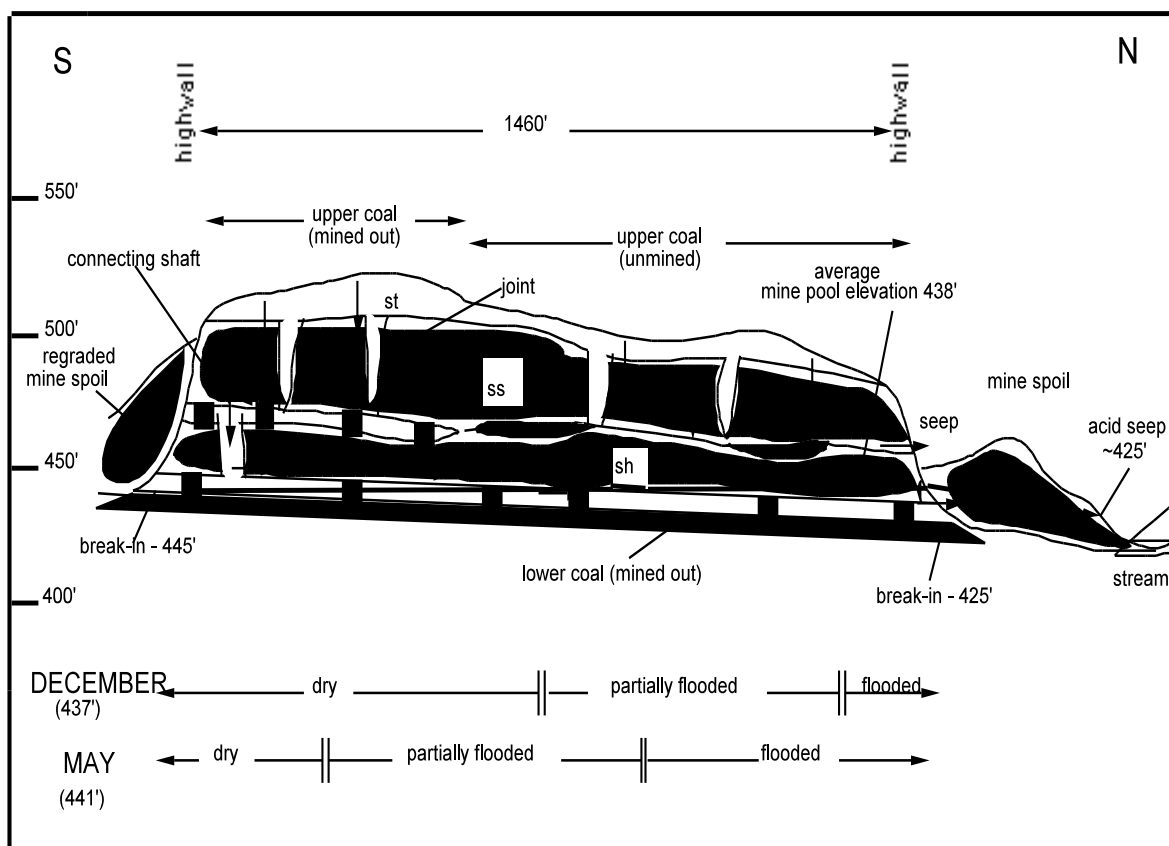 S
N
highwall
highwall
1460'
550'
upper coal
(mined out)
upper coal
(unmined)
connecting shaft
average
mine pool elevation 438'
joint
st
500'
regraded
mine spoil
ss
mine spoil
seep
acid seep
~425'
450'
sh
break-in - 445'
lower coal (mined out)
break-in - 425'
stream
400'
DECEMBER
(437')
dry
partially flooded
flooded
MAY
(441')
dry
partially flooded
flooded